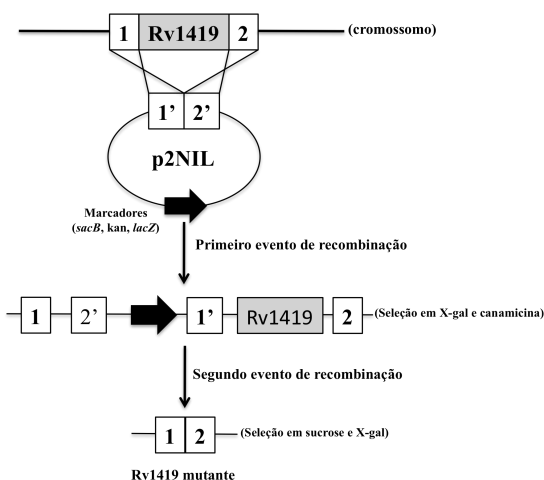 1 Rv1419 2 (cromossomo)
1' 2'
p2NIL
Marcadores
(sacB, kan, lacZ)
Primeiro evento de recombinação
1 2' 1' Rv1419 2 (Seleção em X-gal e canamicina)
Segundo evento de recombinação
1 2 (Seleção em sucrose e X-gal)
Rv1419 mutante